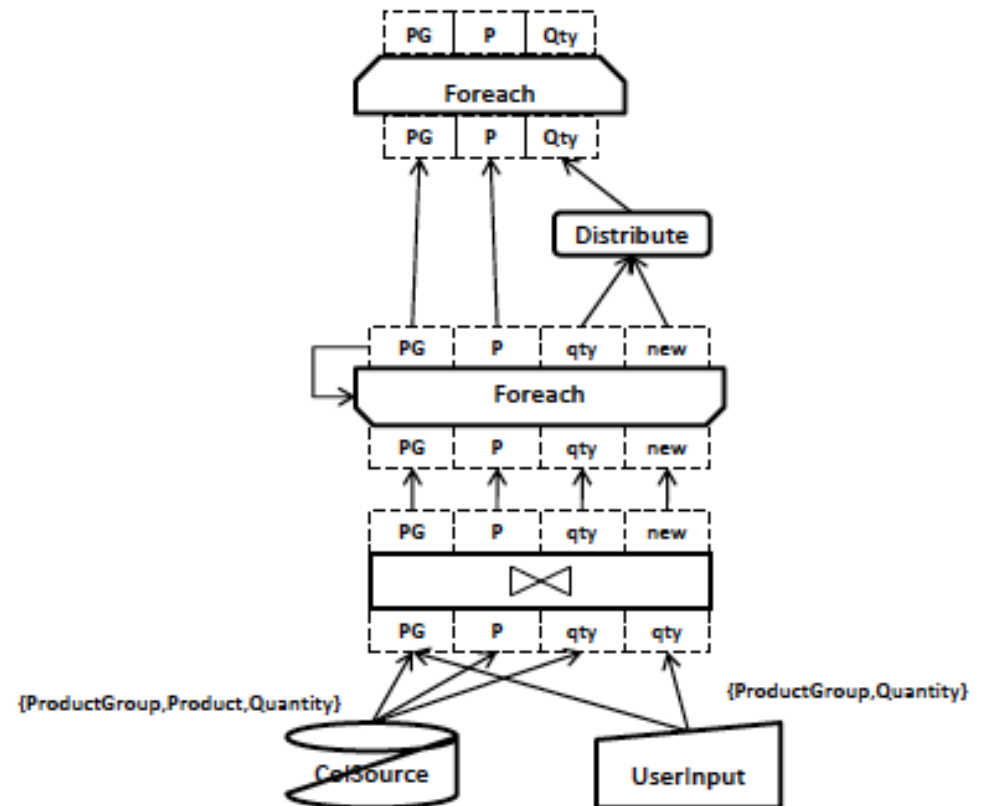 PG P Qty
Foreach
PG P Qty
Distribute
PG P qty new
Foreach
PG P qty new
PG P qty new
PG P qty qty
{ProductGroup,Product,Quantity}
{ProductGroup,Quantity}
ColSource
UserInput